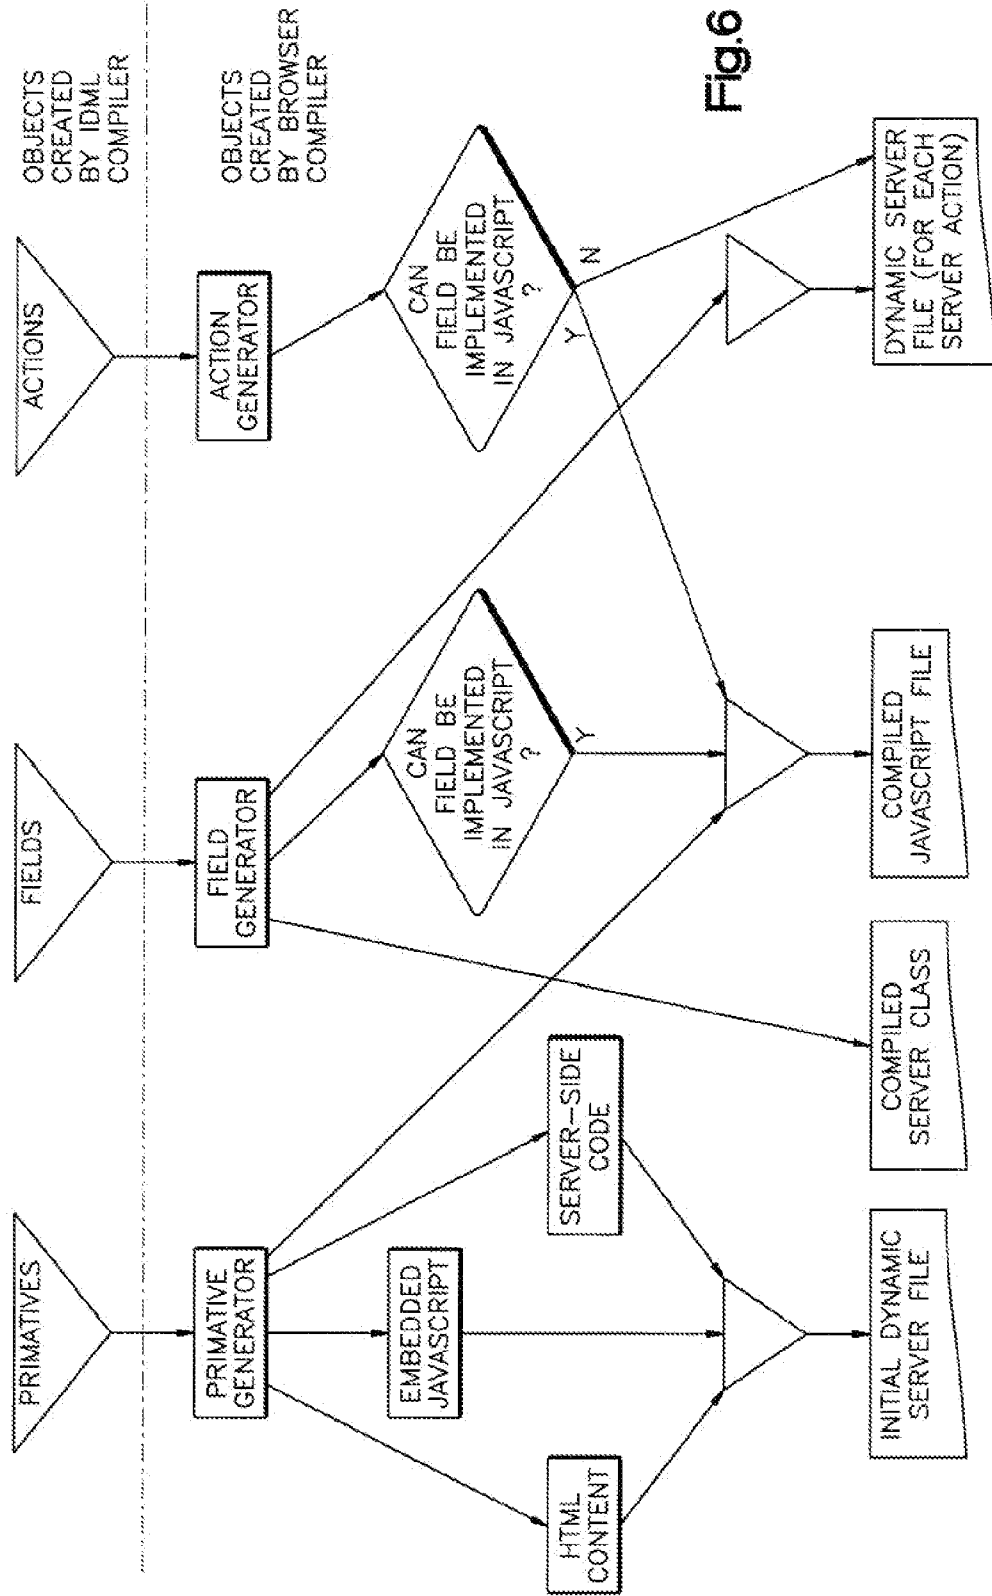 PRIMATIVES
FIELDS
ACTIONS
OBJECTS
CREATED
BY IDML
COMPILER
PRIMATIVE
GENERATOR
FIELD
GENERATOR
ACTION
GENERATOR
OBJECTS
CREATED
BY BROWSER
COMPILER
EMBEDDED
JAVASCRIPT
CAN
FIELD BE
IMPLEMENTED
IN JAVASCRIPT
?
Y
CAN
FIELD BE
IMPLEMENTED
IN JAVASCRIPT
?
Y
N
HTML
CONTENT
SERVER-SIDE
CODE
INITIAL DYNAMIC
SERVER FILE
COMPILED
SERVER CLASS
COMPILED
JAVASCRIPT FILE
DYNAMIC SERVER
FILE (FOR EACH
SERVER ACTION)
Fig.6